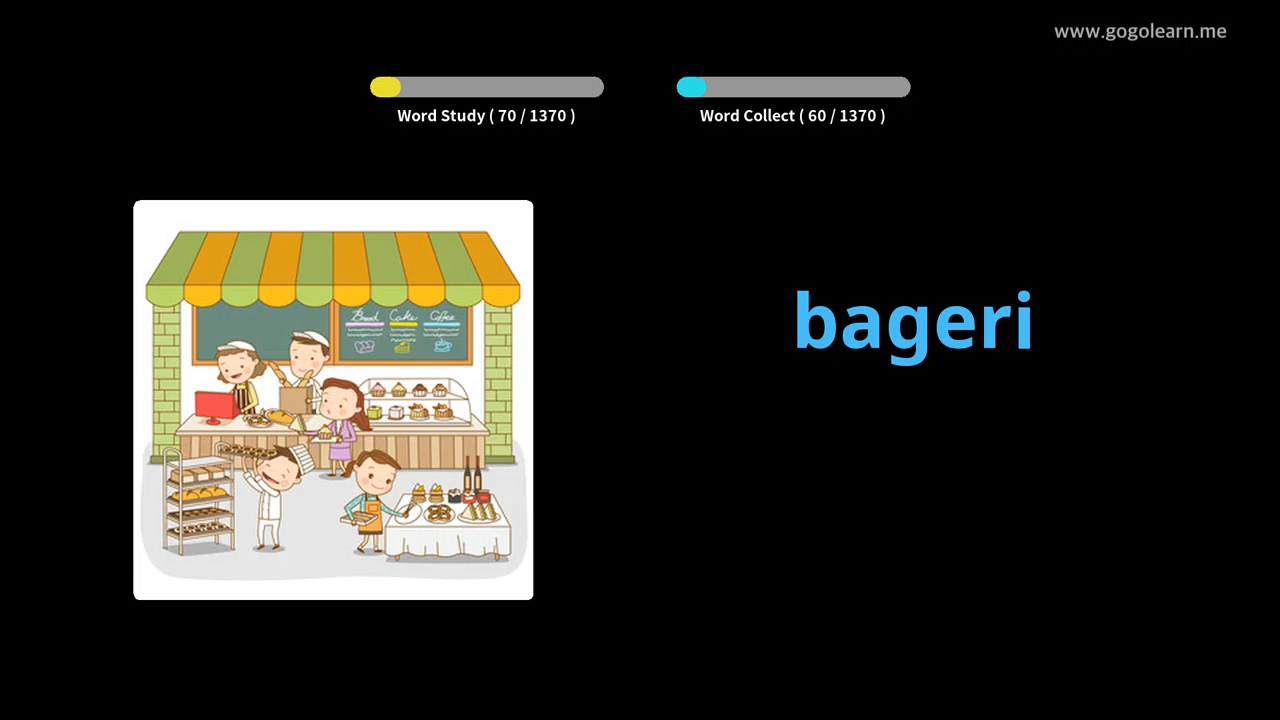 www.gogolearn.me
Word Study ( 70 / 1370 )
Word Collect ( 60 / 1370 )
bageri
Bread Cake Coffee